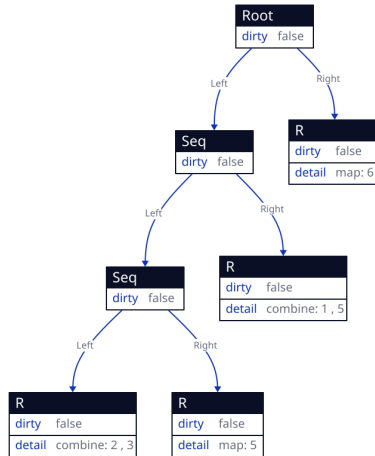 Root
dirty false
Left
Right
Seq
dirty false
R
dirty false
detail map: 6
Left
Right
Seq
dirty false
R
dirty false
detail combine: 1 , 5
Left
Right
R
dirty false
detail combine: 2 , 3
R
dirty false
detail map: 5